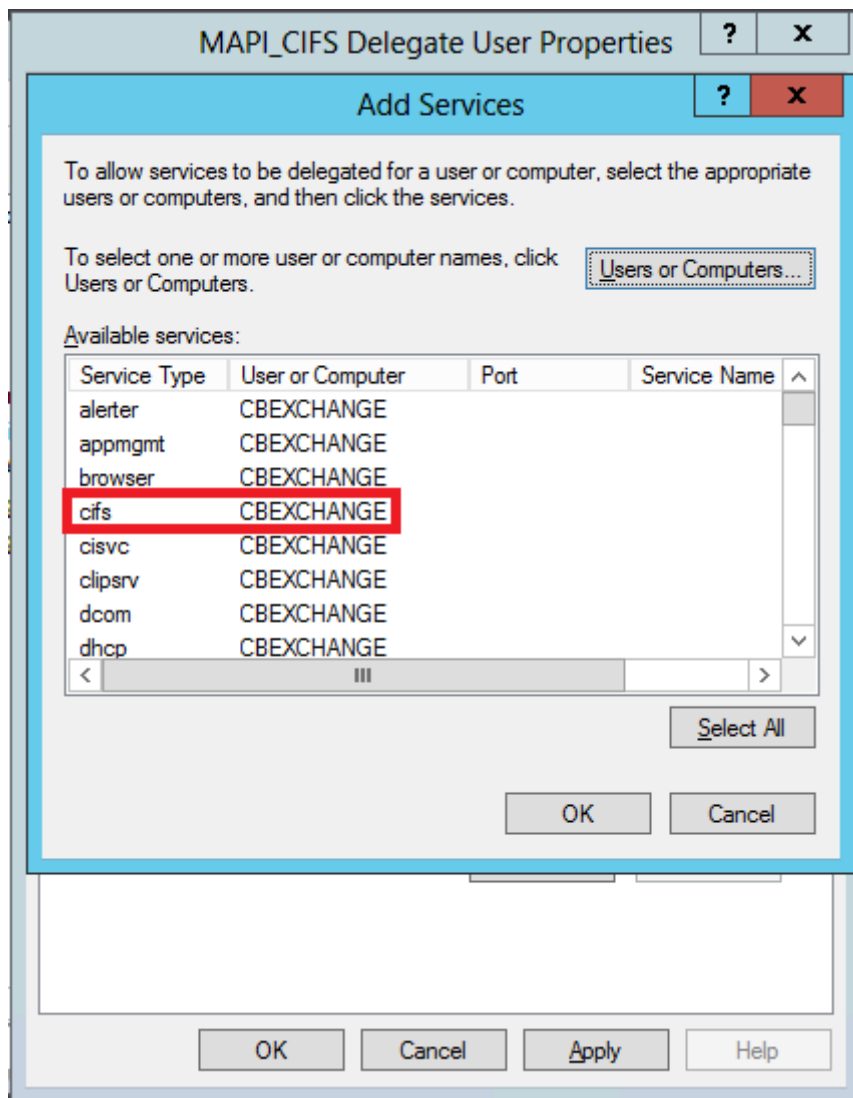 MAPI_CIFS Delegate User Properties ? x
Add Services ? x
To allow services to be delegated for a user or computer, select the appropriate
users or computers, and then click the services.
To select one or more user or computer names, click
Users or Computers.
Users or Computers...
Available services:
Service Type User or Computer Port Service Name
alerter CBEXCHANGE
appmgmt CBEXCHANGE
browser CBEXCHANGE
cifs CBEXCHANGE
cisvc CBEXCHANGE
clipsrv CBEXCHANGE
dcom CBEXCHANGE
dhcp CBEXCHANGE
Select All
OK Cancel
OK Cancel Apply Help